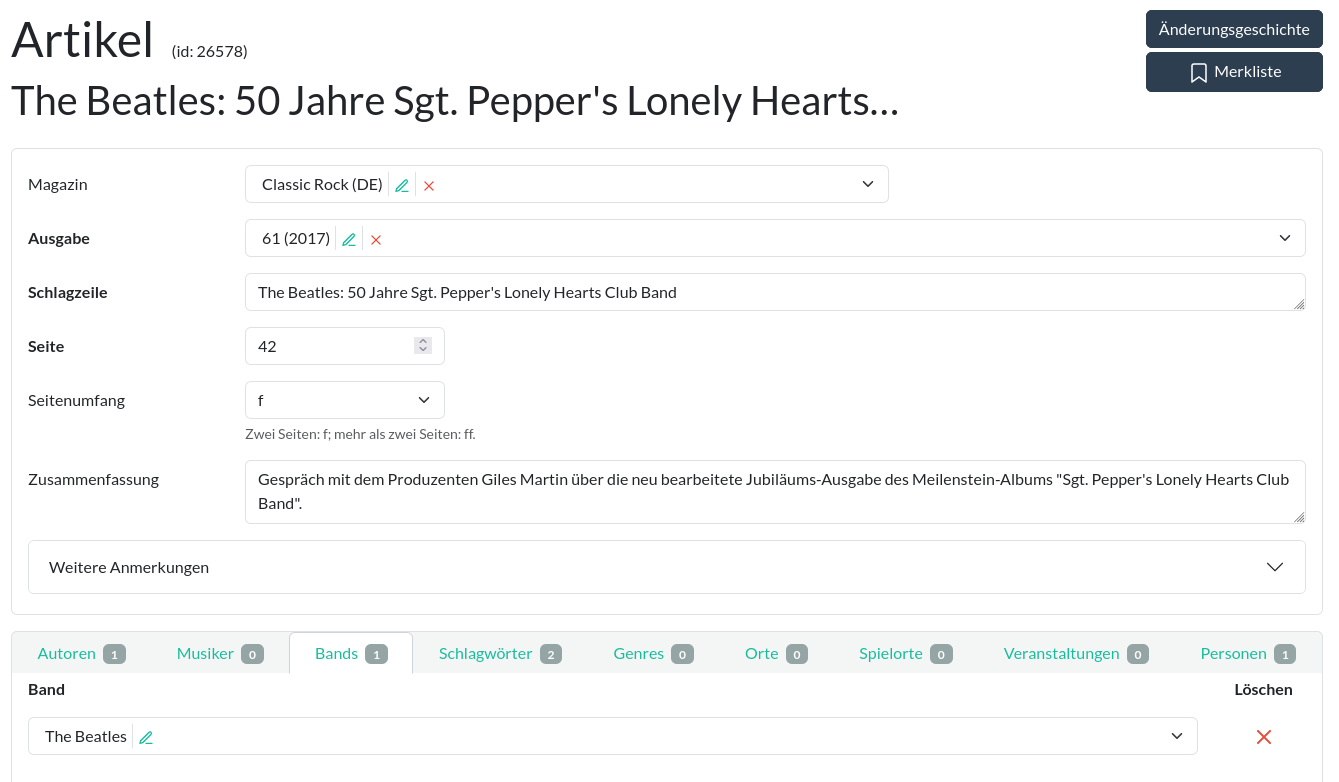 Artikel (id: 26578)
Änderungsgeschichte
Merkliste
The Beatles: 50 Jahre Sgt. Pepper's Lonely Hearts...
Magazin
Classic Rock (DE)
Ausgabe
61 (2017)
Schlagzeile
The Beatles: 50 Jahre Sgt. Pepper's Lonely Hearts Club Band
Seite
42
Seitenumfang
f
Zwei Seiten: f; mehr als zwei Seiten: ff.
Zusammenfassung
Gespräch mit dem Produzenten Giles Martin über die neu bearbeitete Jubiläums-Ausgabe des Meilenstein-Albums "Sgt. Pepper's Lonely Hearts Club
Band".
Weitere Anmerkungen
Autoren 1 Musiker 0 Bands 1 Schlagwörter 2 Genres 0 Orte 0 Spielorte 0 Veranstaltungen 0 Personen 1
Band Löschen
The Beatles